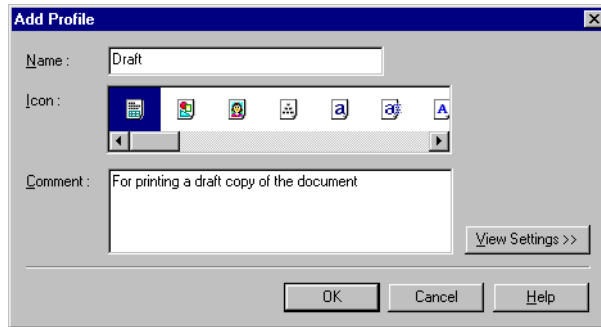 Add Profile
Name :
Draft
Icon :
a
a
A
Comment :
For printing a draft copy of the document
View Settings >>
OK
Cancel
Help